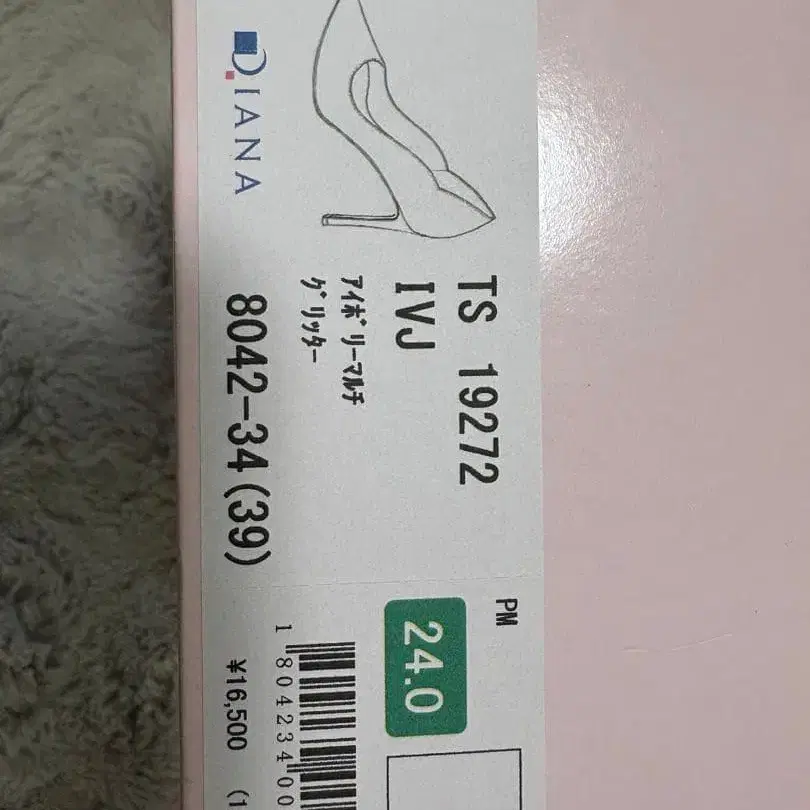 DIANA
TS 19272
IVJ
ｱｲﾎﾞﾘｰﾏﾙﾁ
ｸﾞﾘｯﾀｰ
8042-34(39)
PM
24.0
1 804234 00
¥16,500
(1